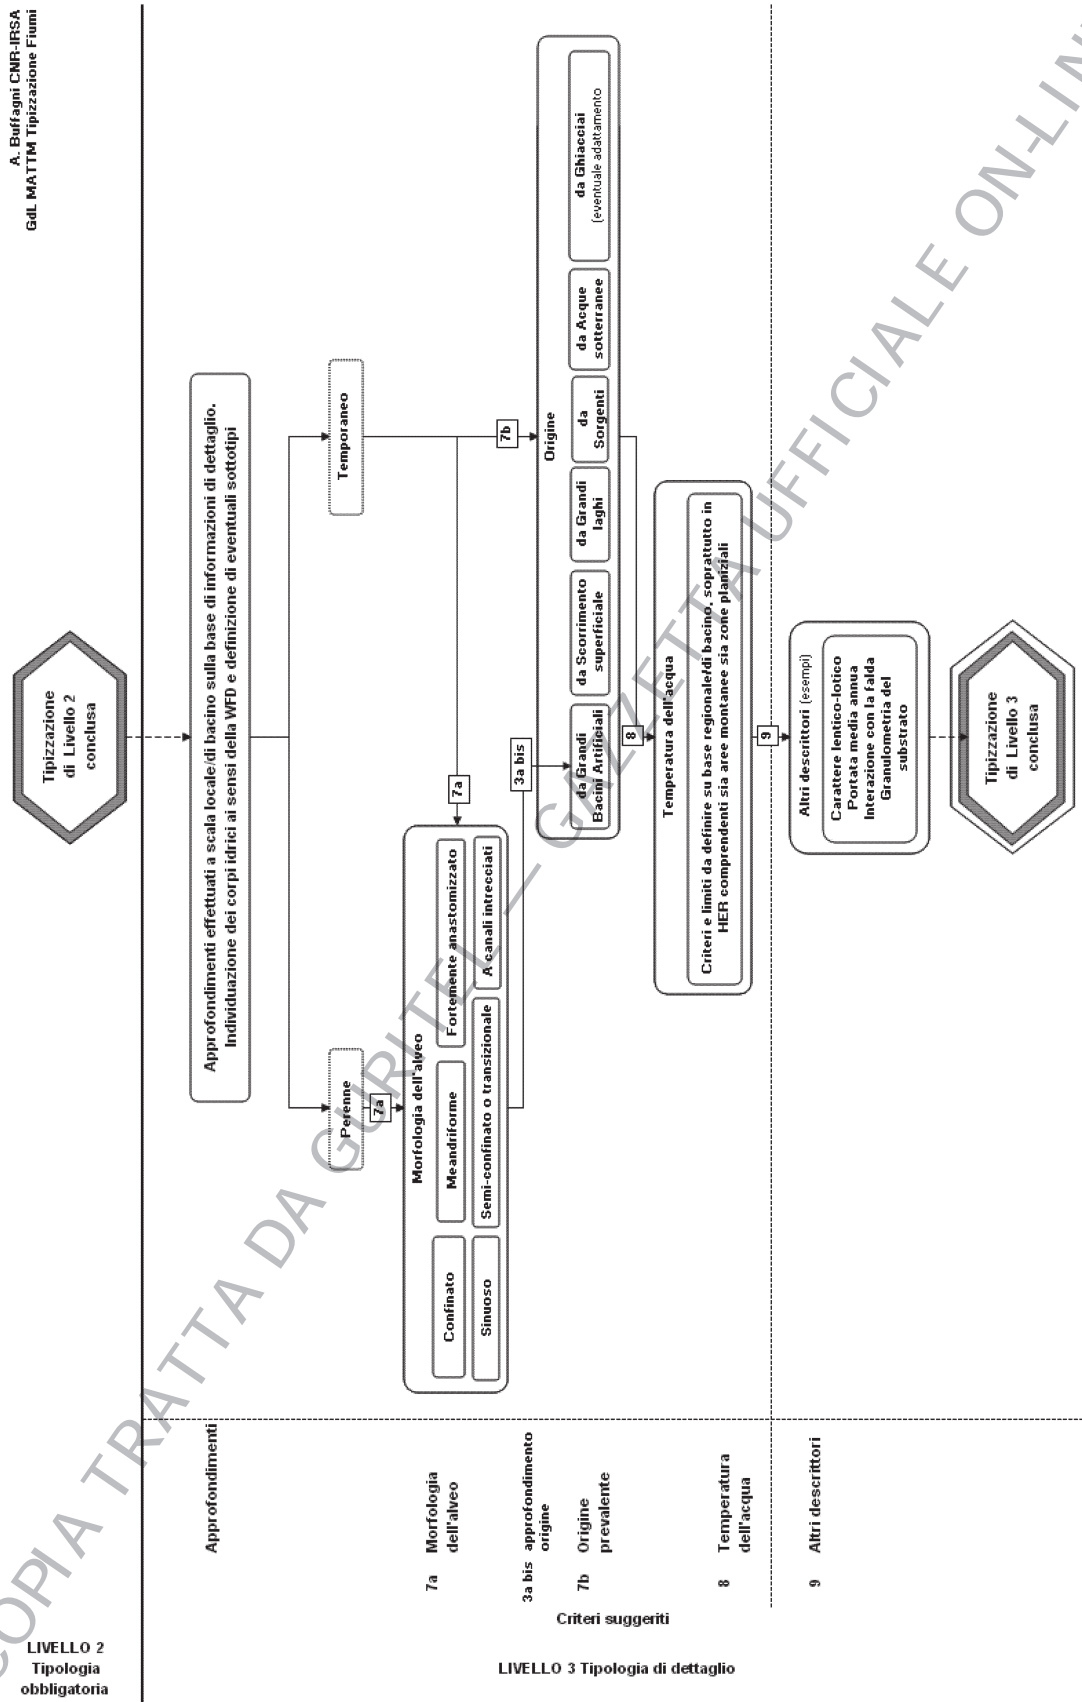 A. Buffagni CNR-IRSA
GdL MATTM Tipizzazione Fiumi
LIVELLO 2
Tipologia
obbligatoria
Tipizzazione
di Livello 2
conclusa
LIVELLO 3 Tipologia di dettaglio
Criteri suggeriti
Approfondimenti
Approfondimenti effettuati a scala locale/di bacino sulla base di informazioni di dettaglio.
Individuazione dei corpi idrici ai sensi della WFD e definizione di eventuali sottotipi
Perenne
Temporaneo
7a
7a
7b
7a Morfologia
dell'alveo
Morfologia dell'alveo
Confinato
Meandriforme
Fortemente anastomizzato
Sinuoso
Semi-confinato o transizionale
A canali intrecciati
3a bis approfondimento
origine
3a bis
7b Origine
prevalente
Origine
da Grandi
Bacini Artificiali
da Scorrimento
superficiale
da Grandi
laghi
da
Sorgenti
da Acque
sotterranee
da Ghiacciai
(eventuale adattamento)
8
8 Temperatura
dell'acqua
Temperatura dell'acqua
Criteri e limiti da definire su base regionale/di bacino, soprattutto in
HER comprendenti sia aree montane e sia zone planiziali
9
9 Altri descrittori
Altri descrittori (esempi)
Carattere lentico-lotico
Portata media annua
Interazione con la falda
Granulometria del
substrato
Tipizzazione
di Livello 3
conclusa
COPIA TRATTA DA GURITEL — GAZZETTA UFFICIALE ON-LINE